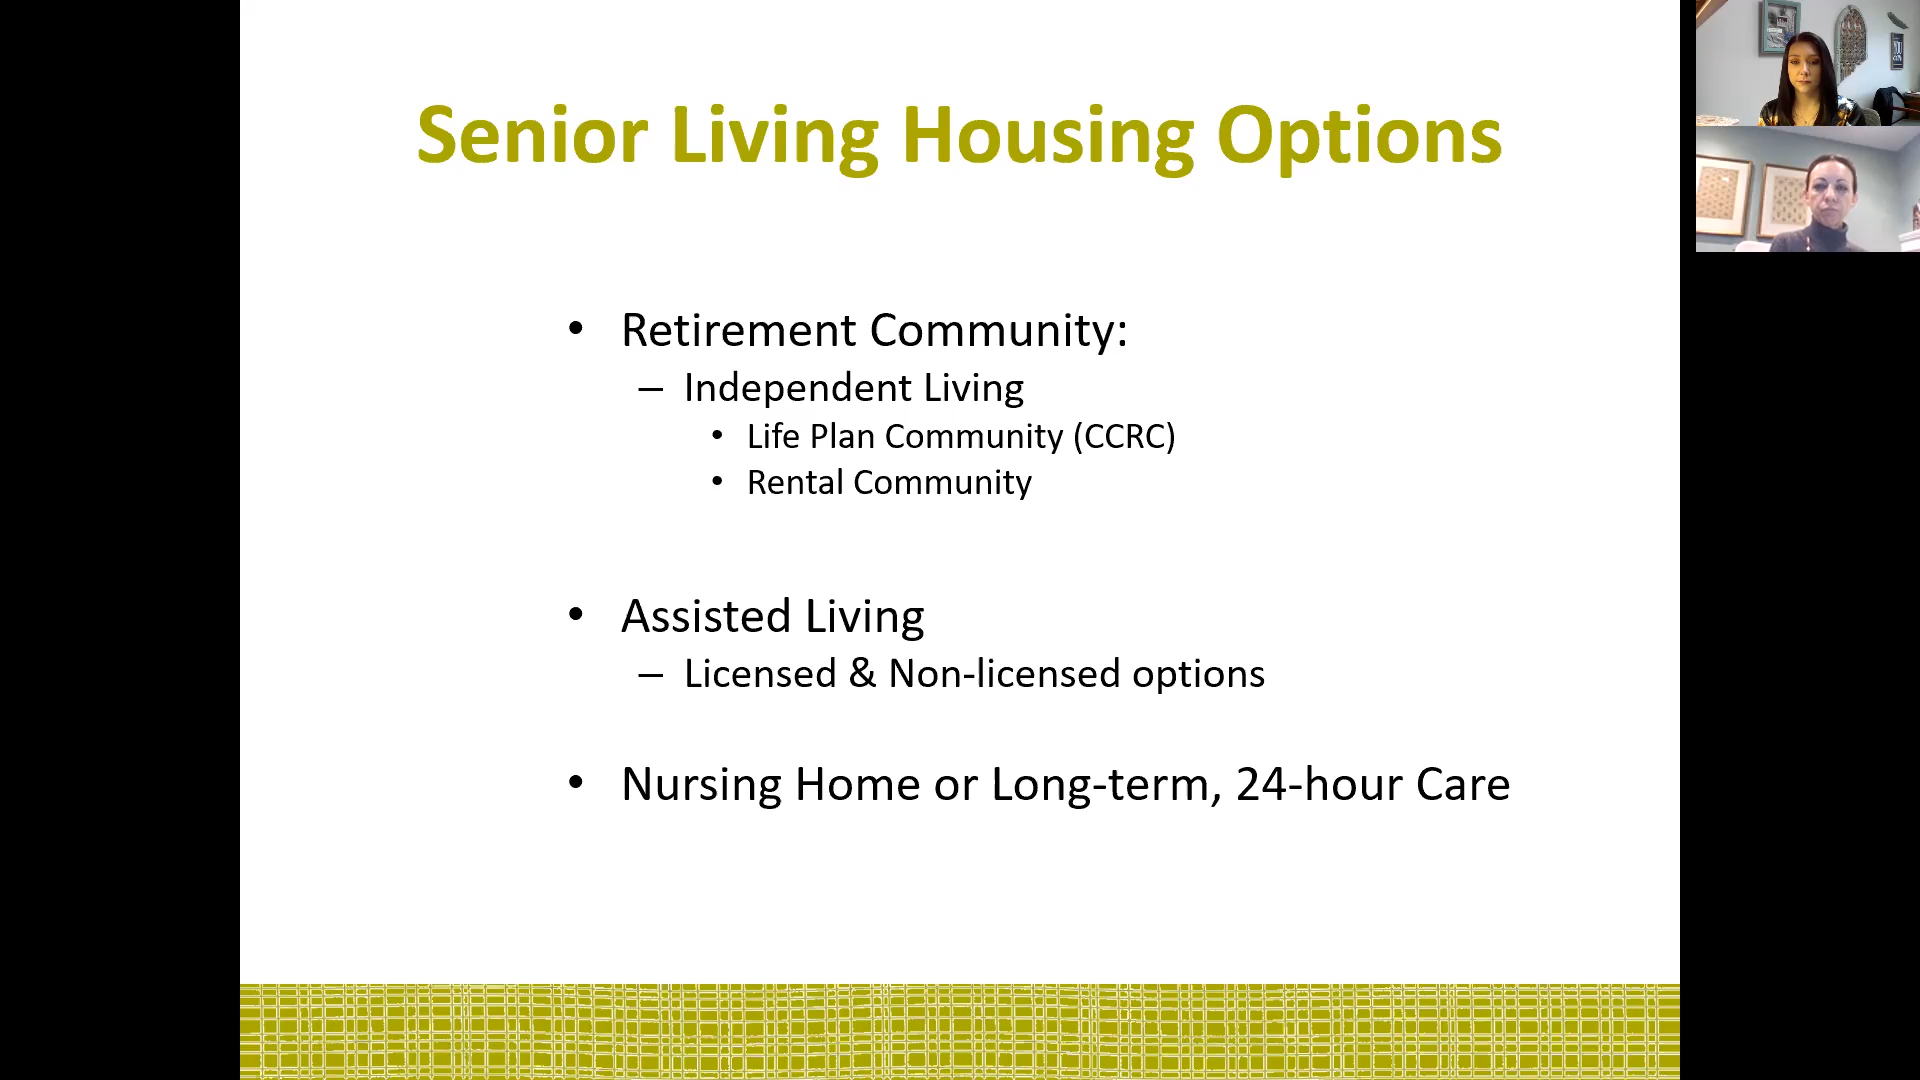 Senior Living Housing Options
• Retirement Community:
– Independent Living
• Life Plan Community (CCRC)
• Rental Community
• Assisted Living
– Licensed & Non-licensed options
• Nursing Home or Long-term, 24-hour Care